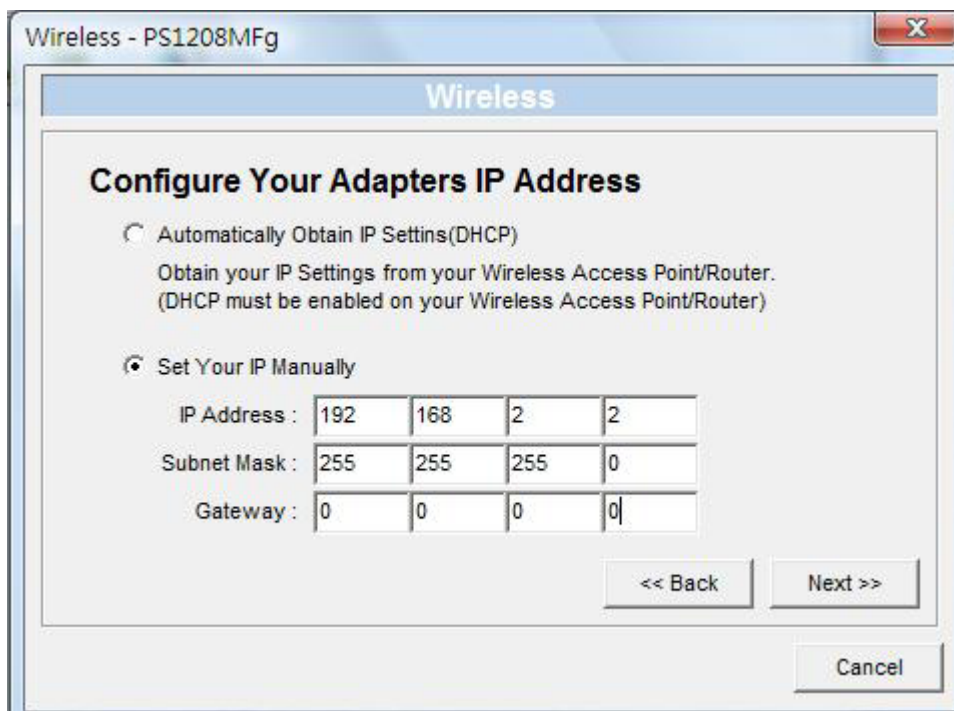 Wireless - PS1208MFg
Wireless
Configure Your Adapters IP Address
Automatically Obtain IP Settins(DHCP)
Obtain your IP Settings from your Wireless Access Point/Router.
(DHCP must be enabled on your Wireless Access Point/Router)
Set Your IP Manually
IP Address : 192 168 2 2
Subnet Mask : 255 255 255 0
Gateway : 0 0 0 0
<< Back Next >>
Cancel